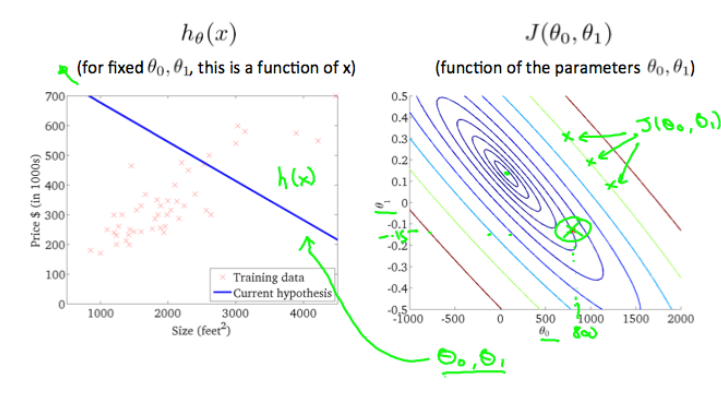 hθ(x)
(for fixed θ0, θ1, this is a function of x)
700
600
500
400
300
200
100
0
Price $ (in 1000s)
h(x)
Training data
Current hypothesis
1000
2000
3000
4000
Size (feet²)
θ0, θ1
J(θ0, θ1)
(function of the parameters θ0, θ1)
0.5
0.4
0.3
0.2
0.1
0
-0.1
-.15
-0.2
-0.3
-0.4
-0.5
θ1
J(θ0, θ1)
-1000
-500
0
500
1000
1500
2000
θ0
800